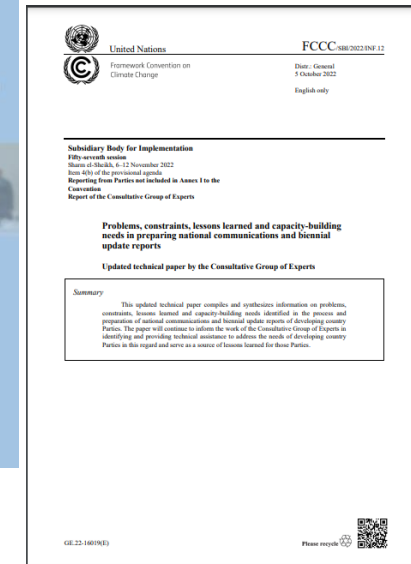 United Nations
FCCC/SBI/2022/INF.12
Framework Convention on
Climate Change
Distr.: General
5 October 2022
English only
Subsidiary Body for Implementation
Fifty-seventh session
Sharm el-Sheikh, 6–12 November 2022
Item 4(b) of the provisional agenda
Reporting from Parties not included in Annex I to the
Convention
Report of the Consultative Group of Experts
Problems, constraints, lessons learned and capacity-building
needs in preparing national communications and biennial
update reports
Updated technical paper by the Consultative Group of Experts
Summary
This updated technical paper compiles and synthesizes information on problems,
constraints, lessons learned and capacity-building needs identified in the process and
preparation of national communications and biennial update reports of developing country
Parties. The paper will continue to inform the work of the Consultative Group of Experts in
identifying and providing technical assistance to address the needs of developing country
Parties in this regard and serve as a source of lessons learned for those Parties.
GE.22-16019(E)
Please recycle